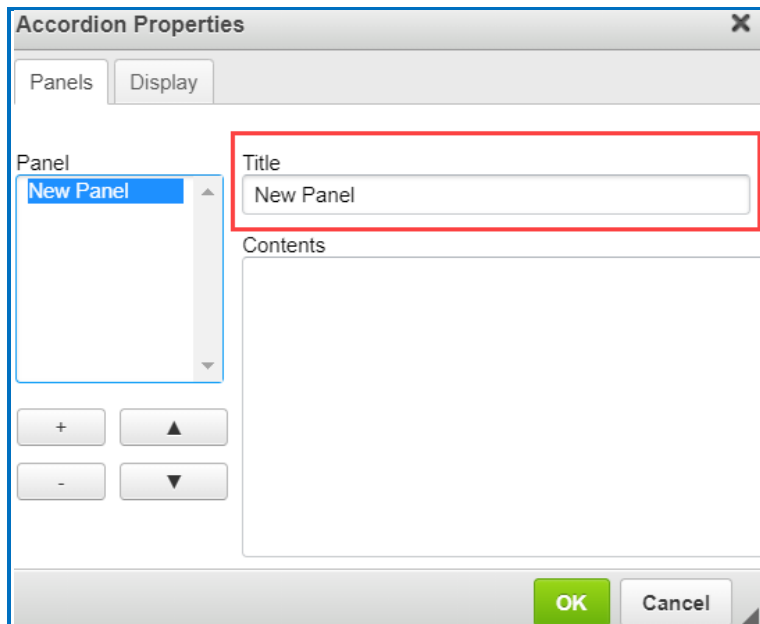 Accordion Properties
Panels Display
Panel
New Panel
Title
New Panel
Contents
+ ▲
- ▼
OK Cancel